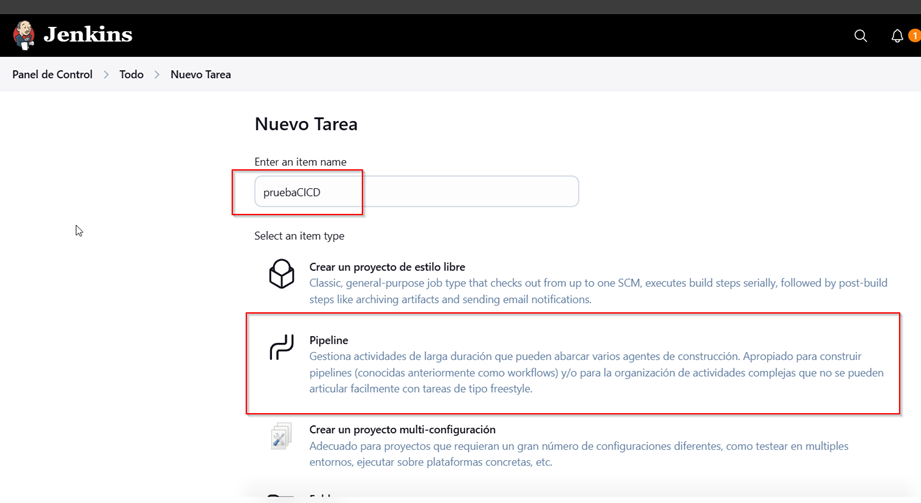 Jenkins
1
Panel de Control > Todo > Nuevo Tarea
Nuevo Tarea
Enter an item name
pruebaCICD
Select an item type
Crear un proyecto de estilo libre
Classic, general-purpose job type that checks out from up to one SCM, executes build steps serially, followed by post-build
steps like archiving artifacts and sending email notifications.
Pipeline
Gestiona actividades de larga duración que pueden abarcar varios agentes de construcción. Apropiado para construir
pipelines (conocidas anteriormente como workflows) y/o para la organización de actividades complejas que no se pueden
articular facilmente con tareas de tipo freestyle.
Crear un proyecto multi-configuración
Adecuado para proyectos que requieran un gran número de configuraciones diferentes, como testear en multiples
entornos, ejecutar sobre plataformas concretas, etc.